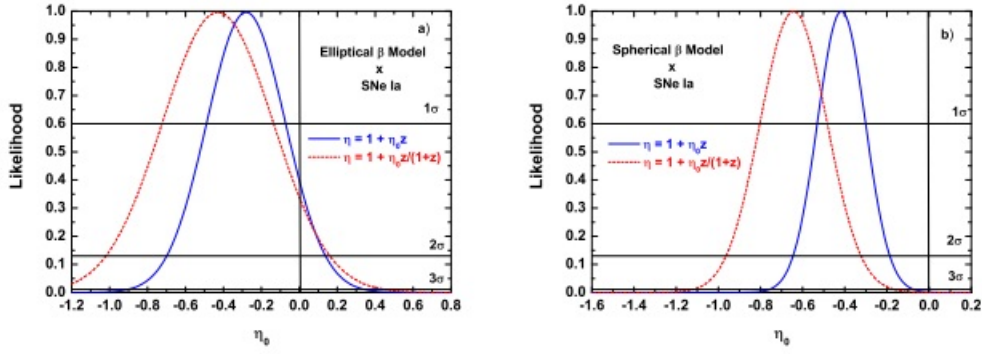 a)
Elliptical β Model
x
SNe Ia
1σ
η = 1 + η₀z
η = 1 + η₀z/(1+z)
2σ
3σ
Likelihood
1.0
0.9
0.8
0.7
0.6
0.5
0.4
0.3
0.2
0.1
0.0
-1.2 -1.0 -0.8 -0.6 -0.4 -0.2 0.0 0.2 0.4 0.6 0.8
η₀
b)
Spherical β Model
x
SNe Ia
1σ
η = 1 + η₀z
η = 1 + η₀z/(1+z)
2σ
3σ
Likelihood
1.0
0.9
0.8
0.7
0.6
0.5
0.4
0.3
0.2
0.1
0.0
-1.6 -1.4 -1.2 -1.0 -0.8 -0.6 -0.4 -0.2 0.0 0.2
η₀